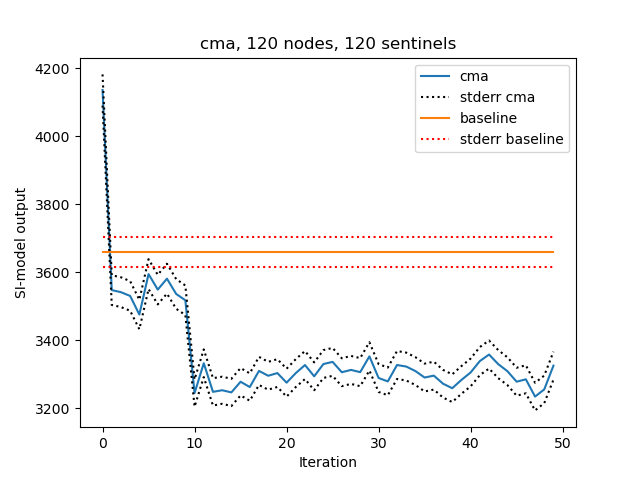 cma, 120 nodes, 120 sentinels
4200
4000
3800
3600
3400
3200
SI-model output
cma
stderr cma
baseline
stderr baseline
0
10
20
30
40
50
Iteration